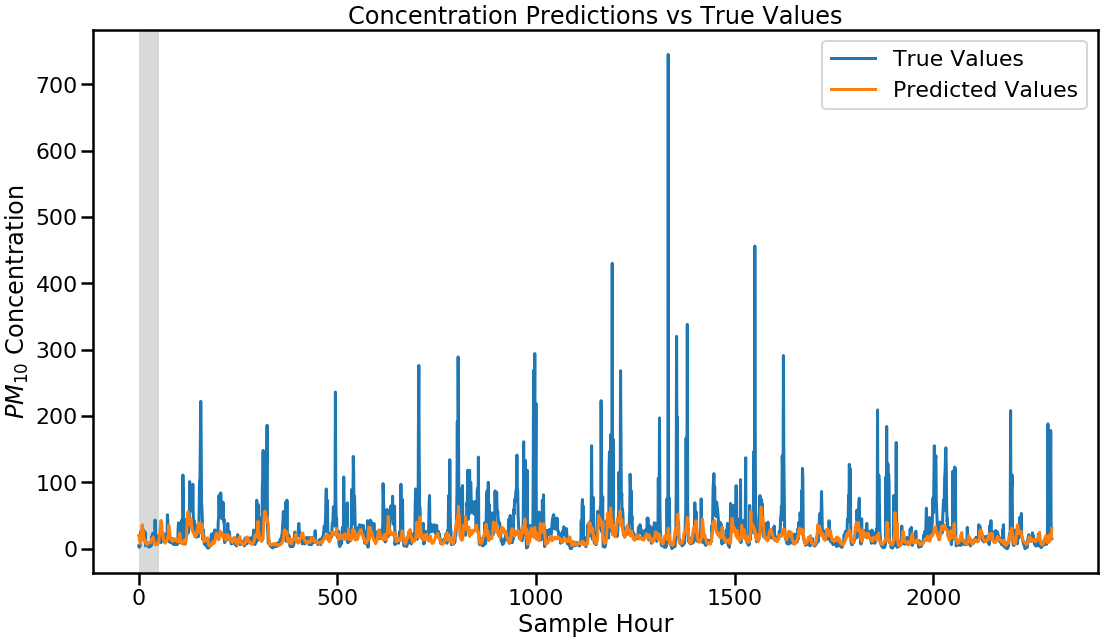 Concentration Predictions vs True Values
True Values
Predicted Values
PM₁₀ Concentration
700
600
500
400
300
200
100
0
0 500 1000 1500 2000
Sample Hour